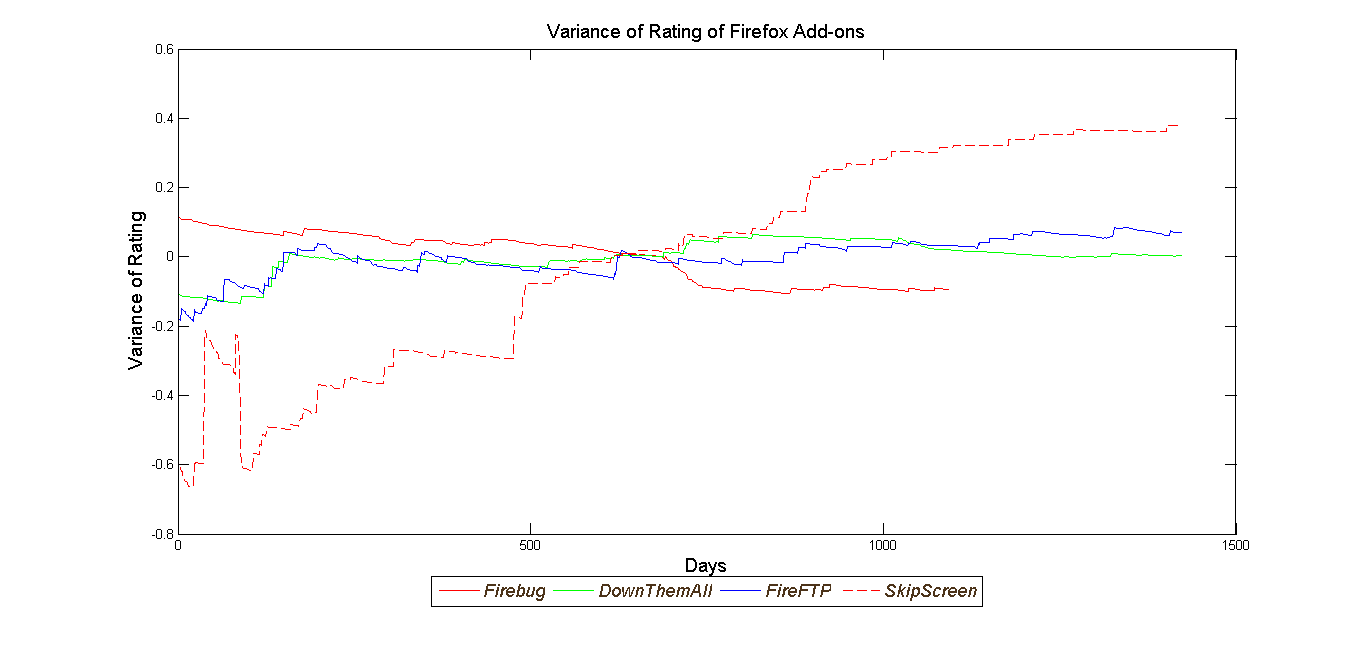 Variance of Rating of Firefox Add-ons
Variance of Rating
0.6
0.4
0.2
0
-0.2
-0.4
-0.6
-0.8
0 500 1000 1500
Days
Firebug DownThemAll FireFTP SkipScreen